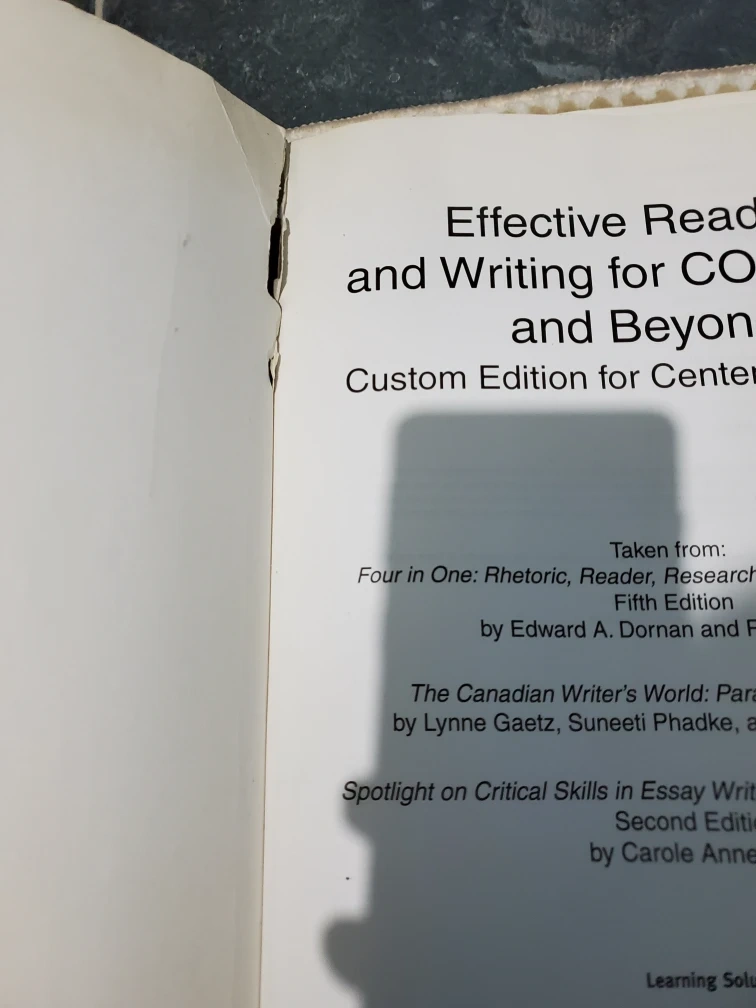 Effective Read
and Writing for CO
and Beyon
Custom Edition for Center
Taken from:
Four in One: Rhetoric, Reader, Research
Fifth Edition
by Edward A. Dornan and
The Canadian Writer's World: Para
by Lynne Gaetz, Suneeti Phadke, a
Spotlight on Critical Skills in Essay Writ
Second Editi
by Carole Anne
Learning Solu